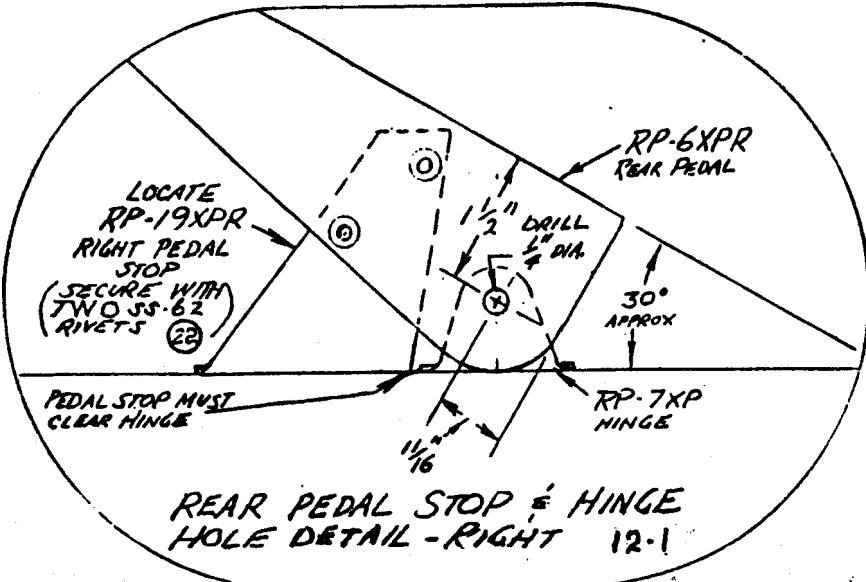 RP-6XPR
REAR PEDAL
LOCATE
RP-19XPR
RIGHT PEDAL
STOP
(SECURE WITH
TWO SS-62
RIVETS)
22
1 1/2"
DRILL
1/4" DIA.
X
30°
APPROX
PEDAL STOP MUST
CLEAR HINGE
RP-7XP
HINGE
11/16"
REAR PEDAL STOP & HINGE
HOLE DETAIL - RIGHT 12-1